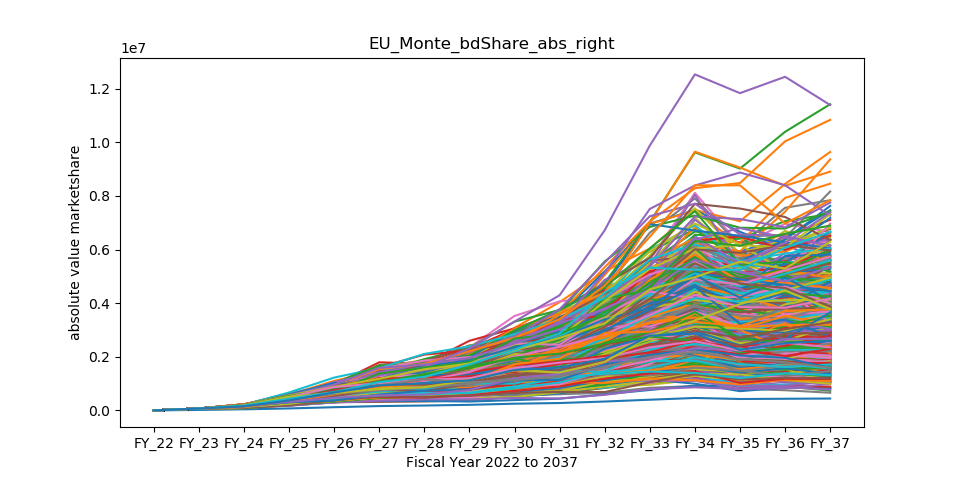 EU_Monte_bdShare_abs_right
1e7
1.2
1.0
0.8
0.6
0.4
0.2
0.0
absolute value marketshare
FY_22 FY_23 FY_24 FY_25 FY_26 FY_27 FY_28 FY_29 FY_30 FY_31 FY_32 FY_33 FY_34 FY_35 FY_36 FY_37
Fiscal Year 2022 to 2037